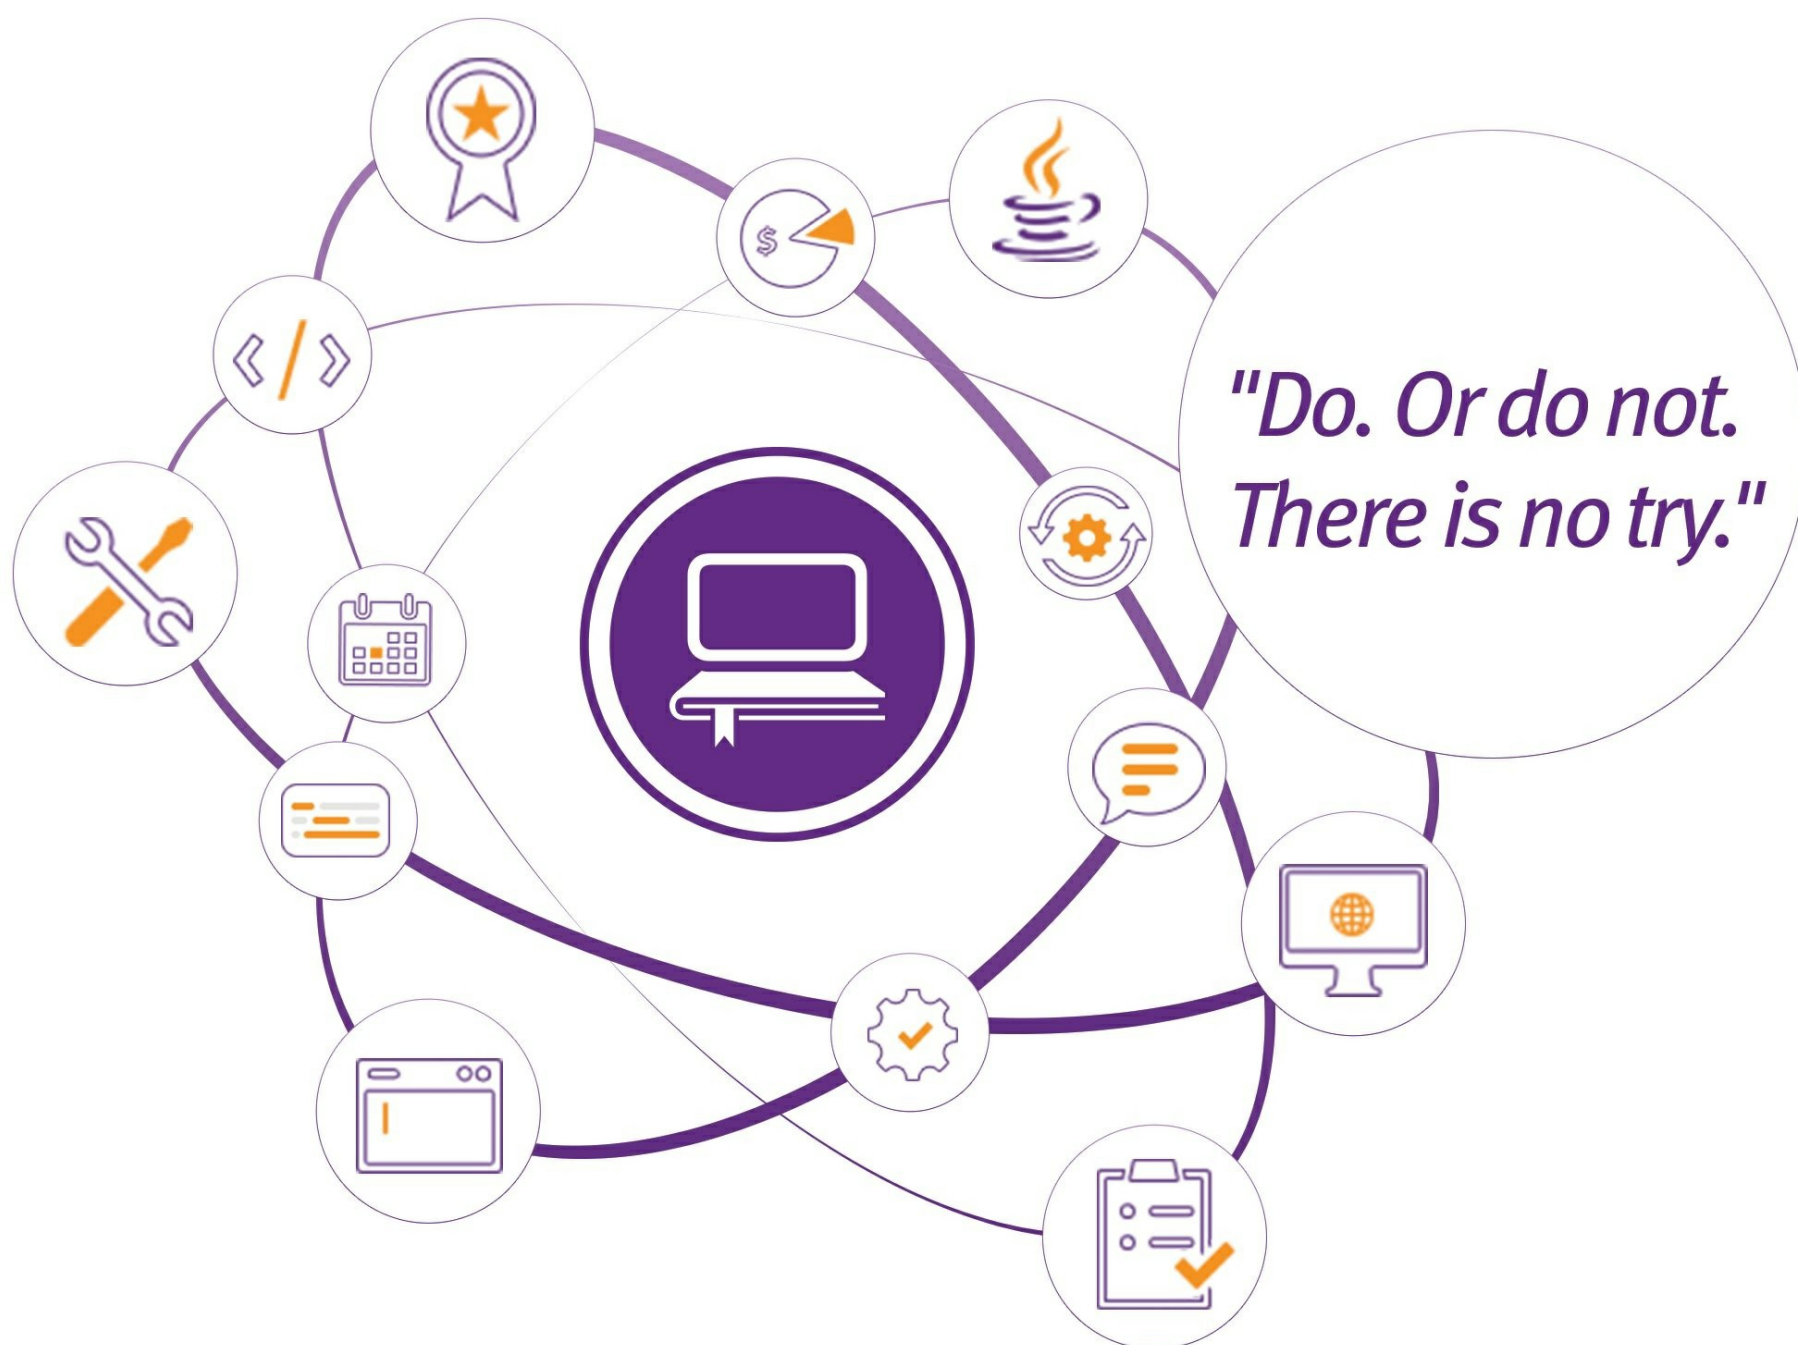 $
"Do. Or do not.
There is no try."